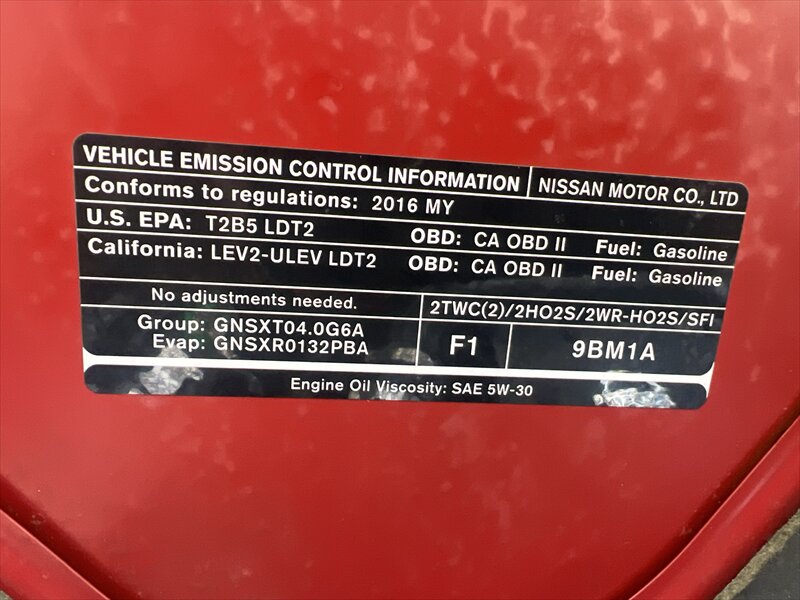 VEHICLE EMISSION CONTROL INFORMATION NISSAN MOTOR CO., LTD
Conforms to regulations: 2016 MY
U.S. EPA: T2B5 LDT2 OBD: CA OBD II Fuel: Gasoline
California: LEV2-ULEV LDT2 OBD: CA OBD II Fuel: Gasoline
No adjustments needed. 2TWC(2)/2HO2S/2WR-HO2S/SFI
Group: GNSXT04.0G6A
Evap: GNSXR0132PBA
F1 9BM1A
Engine Oil Viscosity: SAE 5W-30